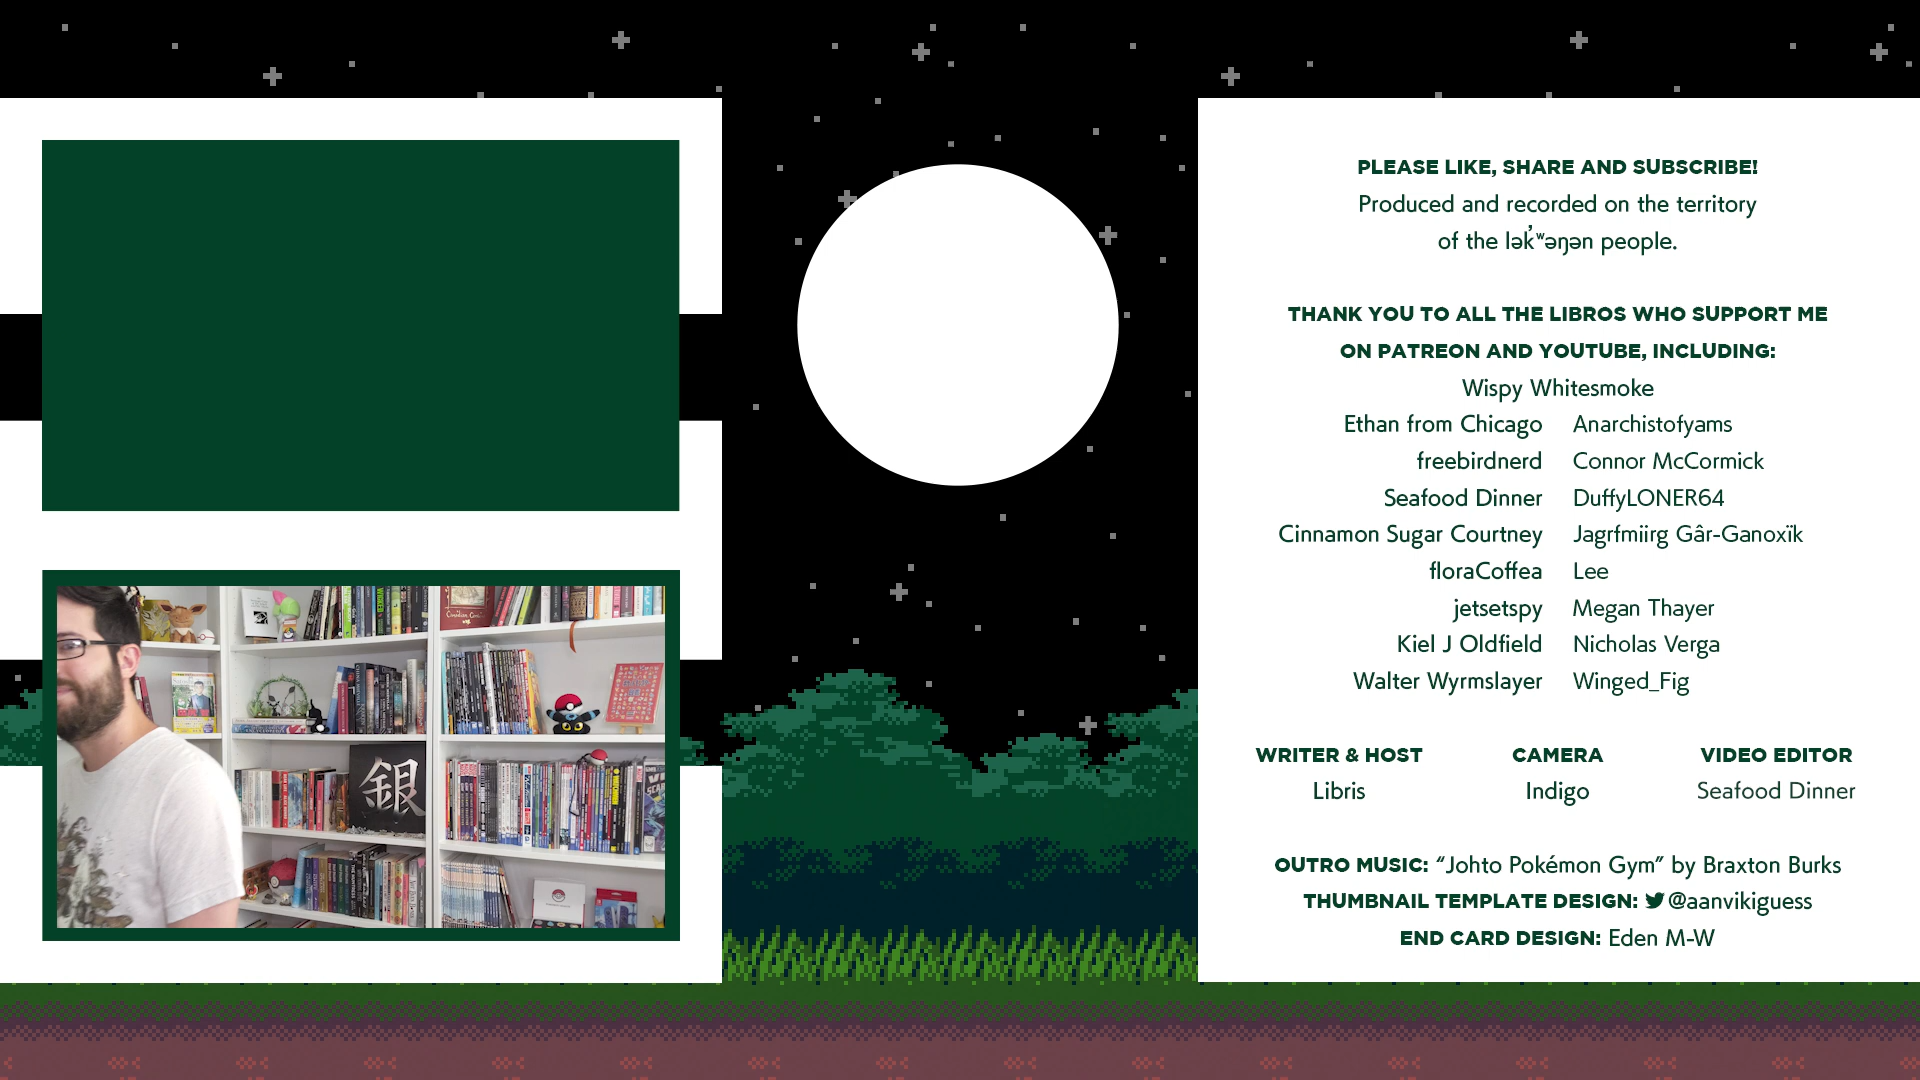 PLEASE LIKE, SHARE AND SUBSCRIBE!
Produced and recorded on the territory
of the lək̓ʷəŋən people.
THANK YOU TO ALL THE LIBROS WHO SUPPORT ME
ON PATREON AND YOUTUBE, INCLUDING:
Wispy Whitesmoke
Ethan from Chicago Anarchistofyams
freebirdnerd Connor McCormick
Seafood Dinner DuffyLONER64
Cinnamon Sugar Courtney Jagrfmiirg Gâr-Ganoxïk
floraCoffea Lee
jetsetspy Megan Thayer
Kiel J Oldfield Nicholas Verga
Walter Wyrmslayer Winged_Fig
WRITER & HOST CAMERA VIDEO EDITOR
Libris Indigo Seafood Dinner
OUTRO MUSIC: “Johto Pokémon Gym” by Braxton Burks
THUMBNAIL TEMPLATE DESIGN: @aanvikiguess
END CARD DESIGN: Eden M-W
銀